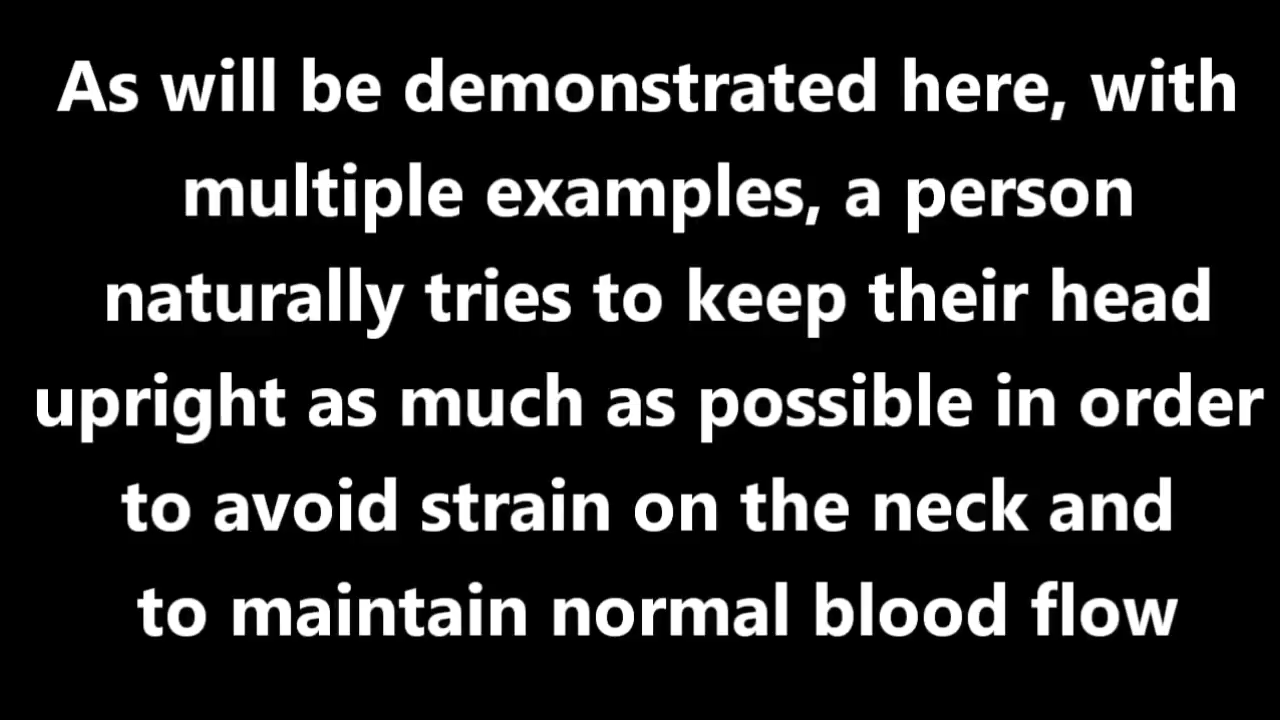 As will be demonstrated here, with
multiple examples, a person
naturally tries to keep their head
upright as much as possible in order
to avoid strain on the neck and
to maintain normal blood flow